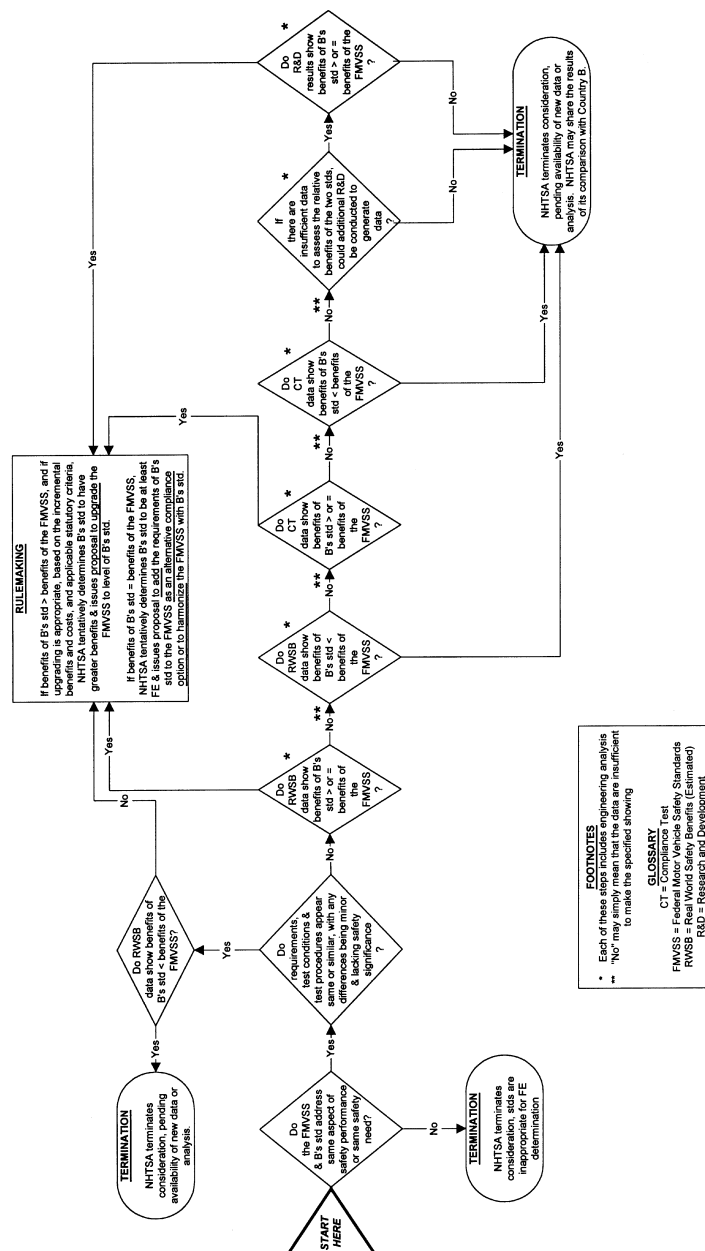 START
HERE
Do
the FMVSS
& B's std address
same aspect of
safety performance
or same safety
need?
No
TERMINATION
NHTSA terminates
consideration, stds are
inappropriate for FE
determination
Yes
Do
requirements,
test conditions &
test procedures appear
same or similar, with any
differences being minor
& lacking safety
significance
?
Yes
Do RWSB
data show benefits of
B's std < benefits of the
FMVSS?
Yes
TERMINATION
NHTSA terminates
consideration, pending
availability of new data or
analysis.
No
RULEMAKING
If benefits of B's std > benefits of the FMVSS, and if
upgrading is appropriate, based on the incremental
benefits and costs, and applicable statutory criteria,
NHTSA tentatively determines B's std to have
greater benefits & issues proposal to upgrade the
FMVSS to level of B's std.
If benefits of B's std = benefits of the FMVSS,
NHTSA tentatively determines B's std to be at least
FE & issues proposal to add the requirements of B's
std to the FMVSS as an alternative compliance
option or to harmonize the FMVSS with B's std.
No
Do
RWSB
data show
benefits of B's
std > or =
benefits of
the
FMVSS
?
*
Yes
**
No
Do
RWSB
data show
benefits of
B's std <
benefits of
the
FMVSS
?
*
Yes
**
No
Do
CT
data show
benefits of
B's std > or =
benefits of
the
FMVSS
?
*
Yes
**
No
Do
CT
data show
benefits of B's
std < benefits
of the
FMVSS
?
*
Yes
**
No
If
there are
insufficient data
to assess the relative
benefits of the two stds,
could additional R&D
be conducted to
generate
data
?
*
No
Yes
Do
R&D
results show
benefits of B's
std > or =
benefits of the
FMVSS
?
*
Yes
No
TERMINATION
NHTSA terminates consideration,
pending availability of new data or
analysis. NHTSA may share the results
of its comparison with Country B.
FOOTNOTES
* Each of these steps includes engineering analysis
** "No" may simply mean that the data are insufficient
to make the specified showing
GLOSSARY
CT = Compliance Test
FMVSS = Federal Motor Vehicle Safety Standards
RWSB = Real World Safety Benefits (Estimated)
R&D = Research and Development